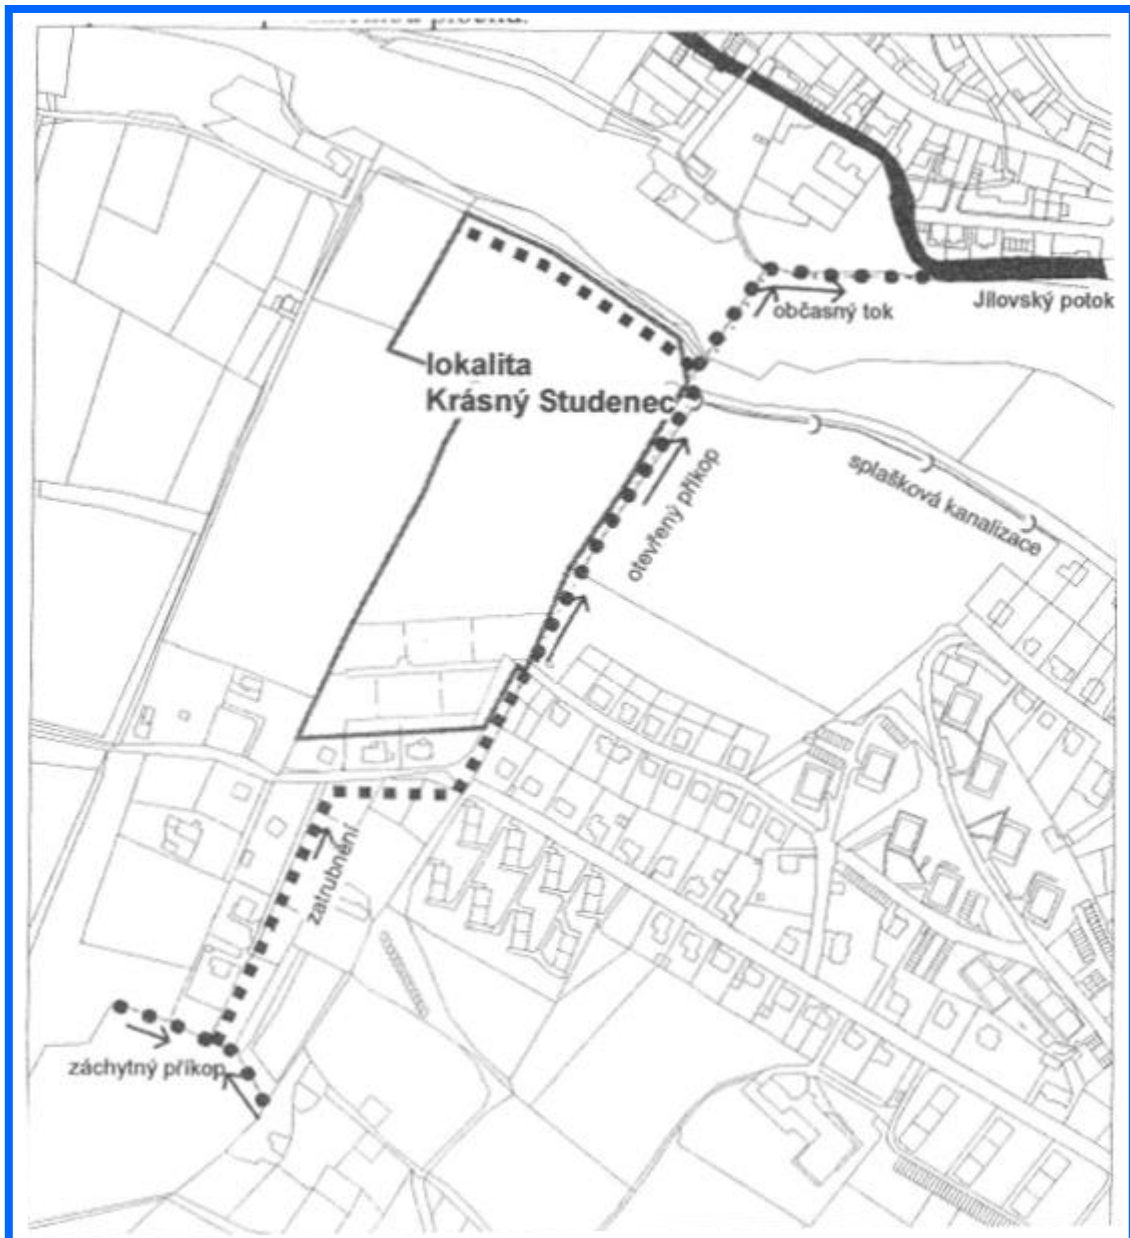 Jílovský potok
občasný tok
lokalita
Krásný Studenec
splašková kanalizace
otevřený příkop
zatrubnění
záchytný příkop